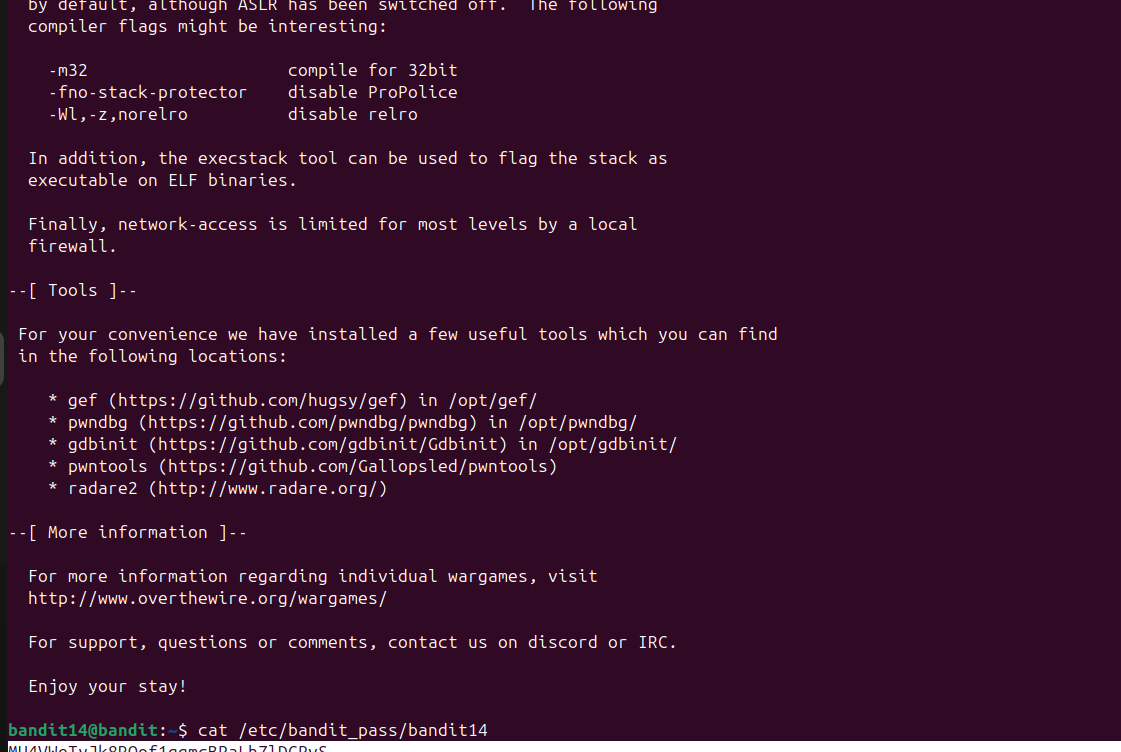 by default, although ASLR has been switched off.  The following
compiler flags might be interesting:
-m32                    compile for 32bit
-fno-stack-protector    disable ProPolice
-Wl,-z,norelro          disable relro
In addition, the execstack tool can be used to flag the stack as
executable on ELF binaries.
Finally, network-access is limited for most levels by a local
firewall.
--[ Tools ]--
For your convenience we have installed a few useful tools which you can find
in the following locations:
* gef (https://github.com/hugsy/gef) in /opt/gef/
* pwndbg (https://github.com/pwndbg/pwndbg) in /opt/pwndbg/
* gdbinit (https://github.com/gdbinit/Gdbinit) in /opt/gdbinit/
* pwntools (https://github.com/Gallopsled/pwntools)
* radare2 (http://www.radare.org/)
--[ More information ]--
For more information regarding individual wargames, visit
http://www.overthewire.org/wargames/
For support, questions or comments, contact us on discord or IRC.
Enjoy your stay!
bandit14@bandit:~$ cat /etc/bandit_pass/bandit14